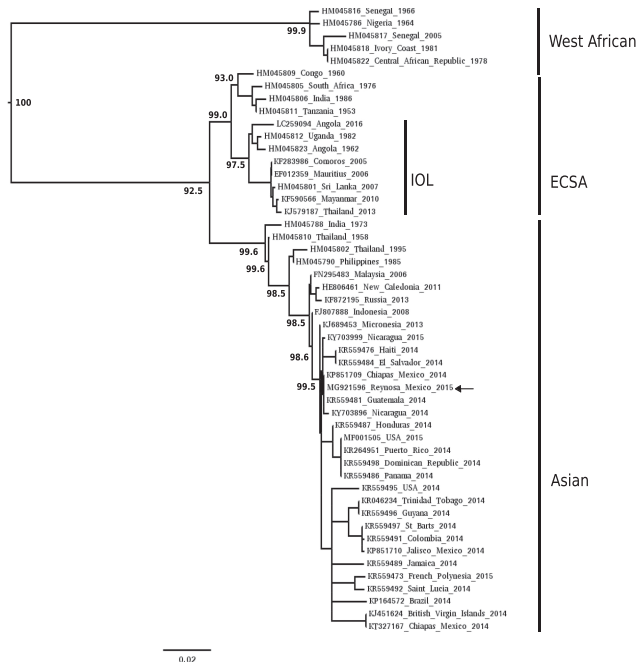 HM045816_Senegal_1966
HM045786_Nigeria_1964
99.9
HM045817_Senegal_2005
West African
HM045818_Ivory_Coast_1981
HM045822_Central_African_Republic_1978
HM045809_Congo_1960
93.0
HM045805_South_Africa_1976
HM045806_India_1986
100
HM045811_Tanzania_1953
99.0
LC259094_Angola_2016
HM045812_Uganda_1982
HM045823_Angola_1962
97.5
KF283986_Comoros_2005
EF012359_Mauritius_2006
IOL
ECSA
92.5
HM045801_Sri_Lanka_2007
KF590566_Mayanmar_2010
KJ579187_Thailand_2013
HM045788_India_1973
HM045810_Thailand_1958
99.6
HM045802_Thailand_1995
HM045790_Philippines_1985
99.6
FN295483_Malaysia_2006
HE806461_New_Caledonia_2011
98.5
KF872195_Russia_2013
FJ807888_Indonesia_2008
98.5
KJ689453_Micronesia_2013
KY703999_Nicaragua_2015
KR559476_Haiti_2014
98.6
KR559484_El_Salvador_2014
KP851709_Chiapas_Mexico_2014
99.5
MG921596_Reynosa_Mexico_2015
KR559481_Guatemala_2014
KY703896_Nicaragua_2014
KR559487_Honduras_2014
MF001505_USA_2015
KR264951_Puerto_Rico_2014
KR559498_Dominican_Republic_2014
KR559486_Panama_2014
Asian
KR559495_USA_2014
KR046234_Trinidad_Tobago_2014
KR559496_Guyana_2014
KR559497_St_Barts_2014
KR559491_Colombia_2014
KP851710_Jalisco_Mexico_2014
KR559489_Jamaica_2014
KR559473_French_Polynesia_2015
KR559492_Saint_Lucia_2014
KP164572_Brazil_2014
KJ451624_British_Virgin_Islands_2014
KT327167_Chiapas_Mexico_2014
0.02